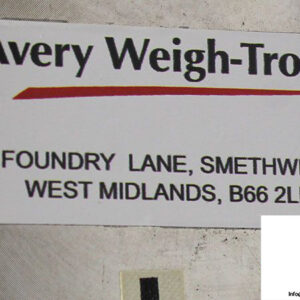 Avery Weigh-Tro
FOUNDRY LANE, SMETHW
WEST MIDLANDS, B66 2L